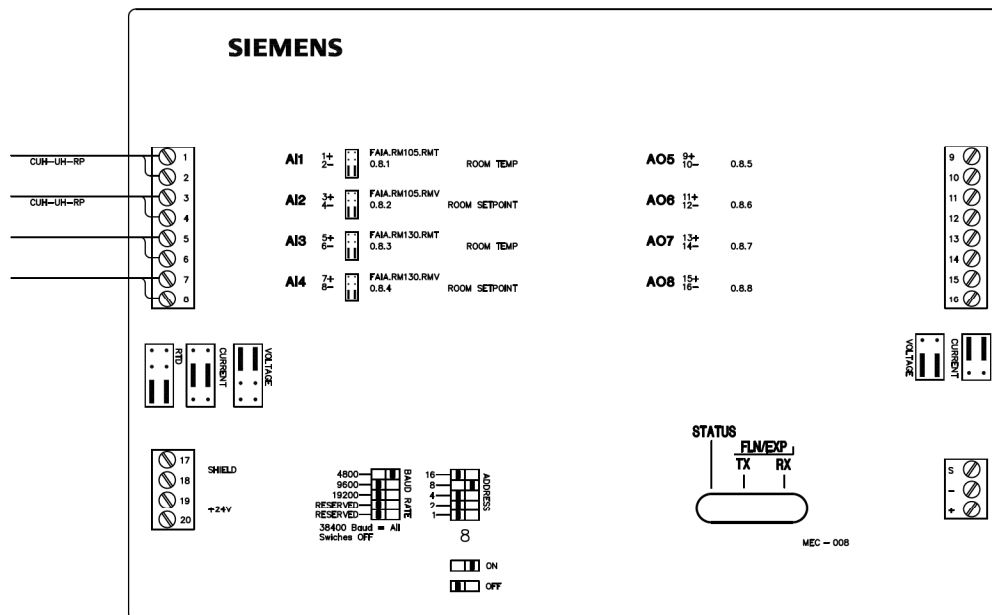 SIEMENS
CUH-UH-RP
CUH-UH-RP
1
2
3
4
5
6
7
8
AI1 1+ 2- FAIA.RM105.RMT 0.8.1 ROOM TEMP
AI2 3+ 4- FAIA.RM105.RMV 0.8.2 ROOM SETPOINT
AI3 5+ 6- FAIA.RM130.RMT 0.8.3 ROOM TEMP
AI4 7+ 8- FAIA.RM130.RMV 0.8.4 ROOM SETPOINT
AO5 9+ 10- 0.8.5
AO6 11+ 12- 0.8.6
AO7 13+ 14- 0.8.7
AO8 15+ 16- 0.8.8
9
10
11
12
13
14
15
16
RTD
CURRENT
VOLTAGE
VOLTAGE
CURRENT
17
18
19
20
SHIELD
+24V
4800
9600
19200
RESERVED
RESERVED
BAUD RATE
38400 Baud = All
Swiches OFF
16
8
4
2
1
ADDRESS
8
ON
OFF
STATUS
FLN/EXP
TX RX
MEC - 008
S
-
+